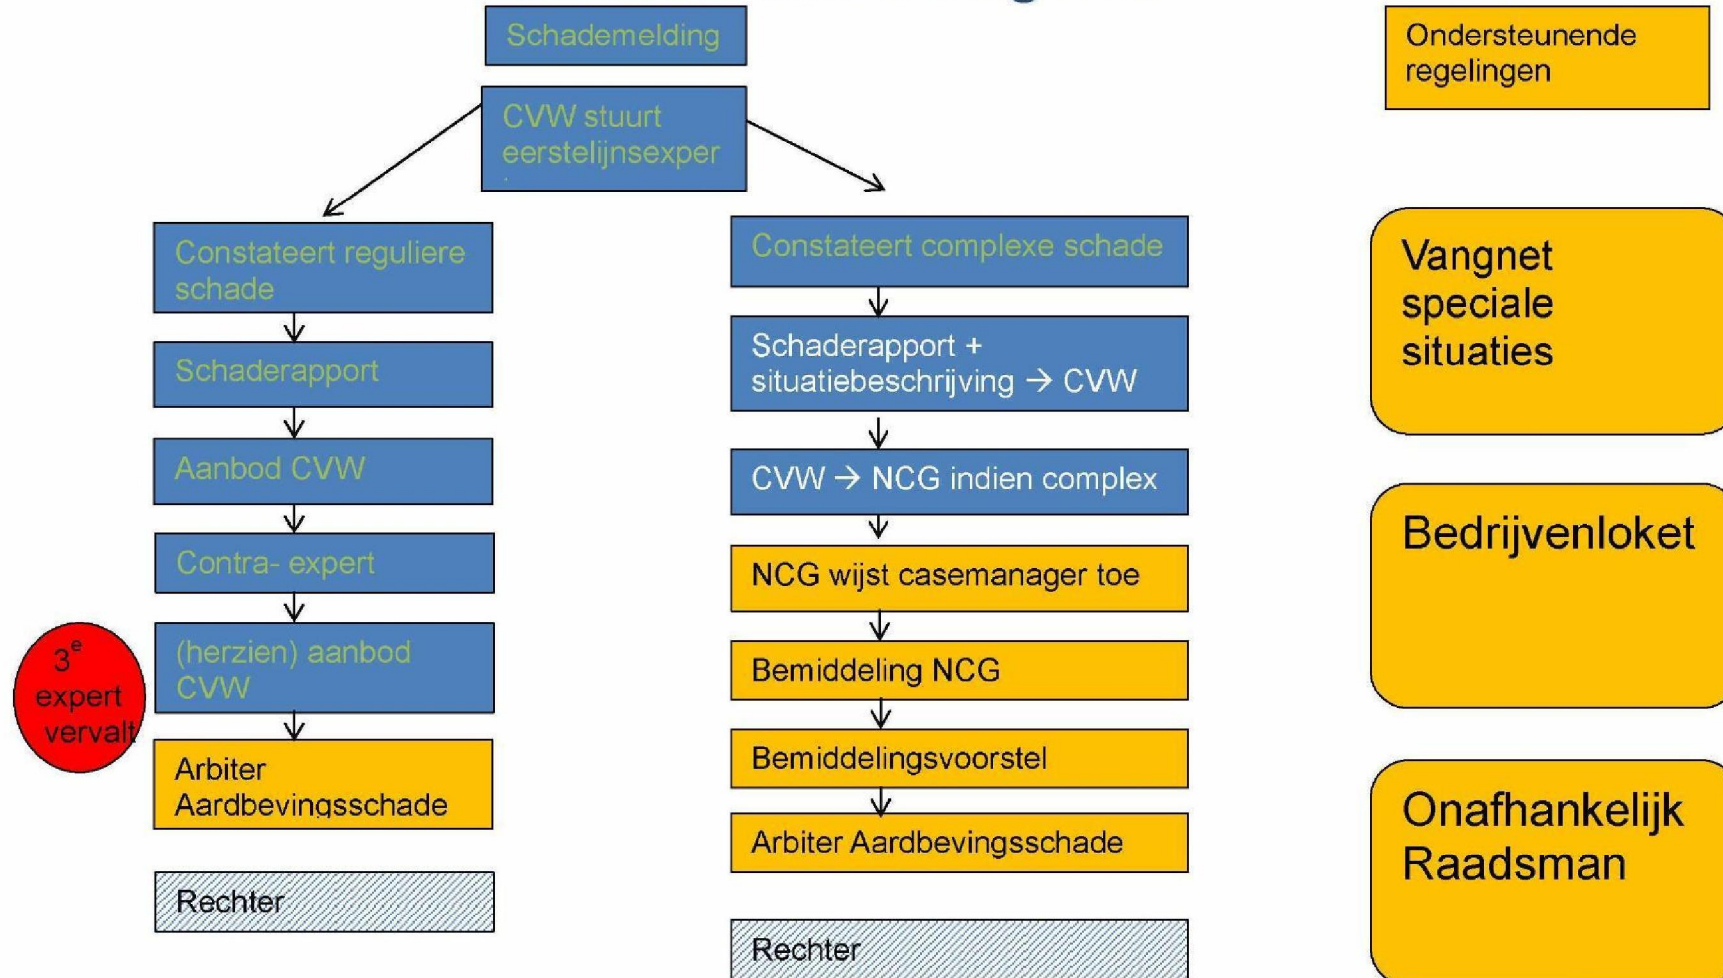 Schademelding
CVW stuurt
eerstelijnsexper
Constateert reguliere
schade
Schaderapport
Aanbod CVW
Contra- expert
(herzien) aanbod
CVW
3e
expert
vervalt
Arbiter
Aardbevingsschade
Rechter
Constateert complexe schade
Schaderapport +
situatiebeschrijving → CVW
CVW → NCG indien complex
NCG wijst casemanager toe
Bemiddeling NCG
Bemiddelingsvoorstel
Arbiter Aardbevingsschade
Rechter
Ondersteunende
regelingen
Vangnet
speciale
situaties
Bedrijvenloket
Onafhankelijk
Raadsman